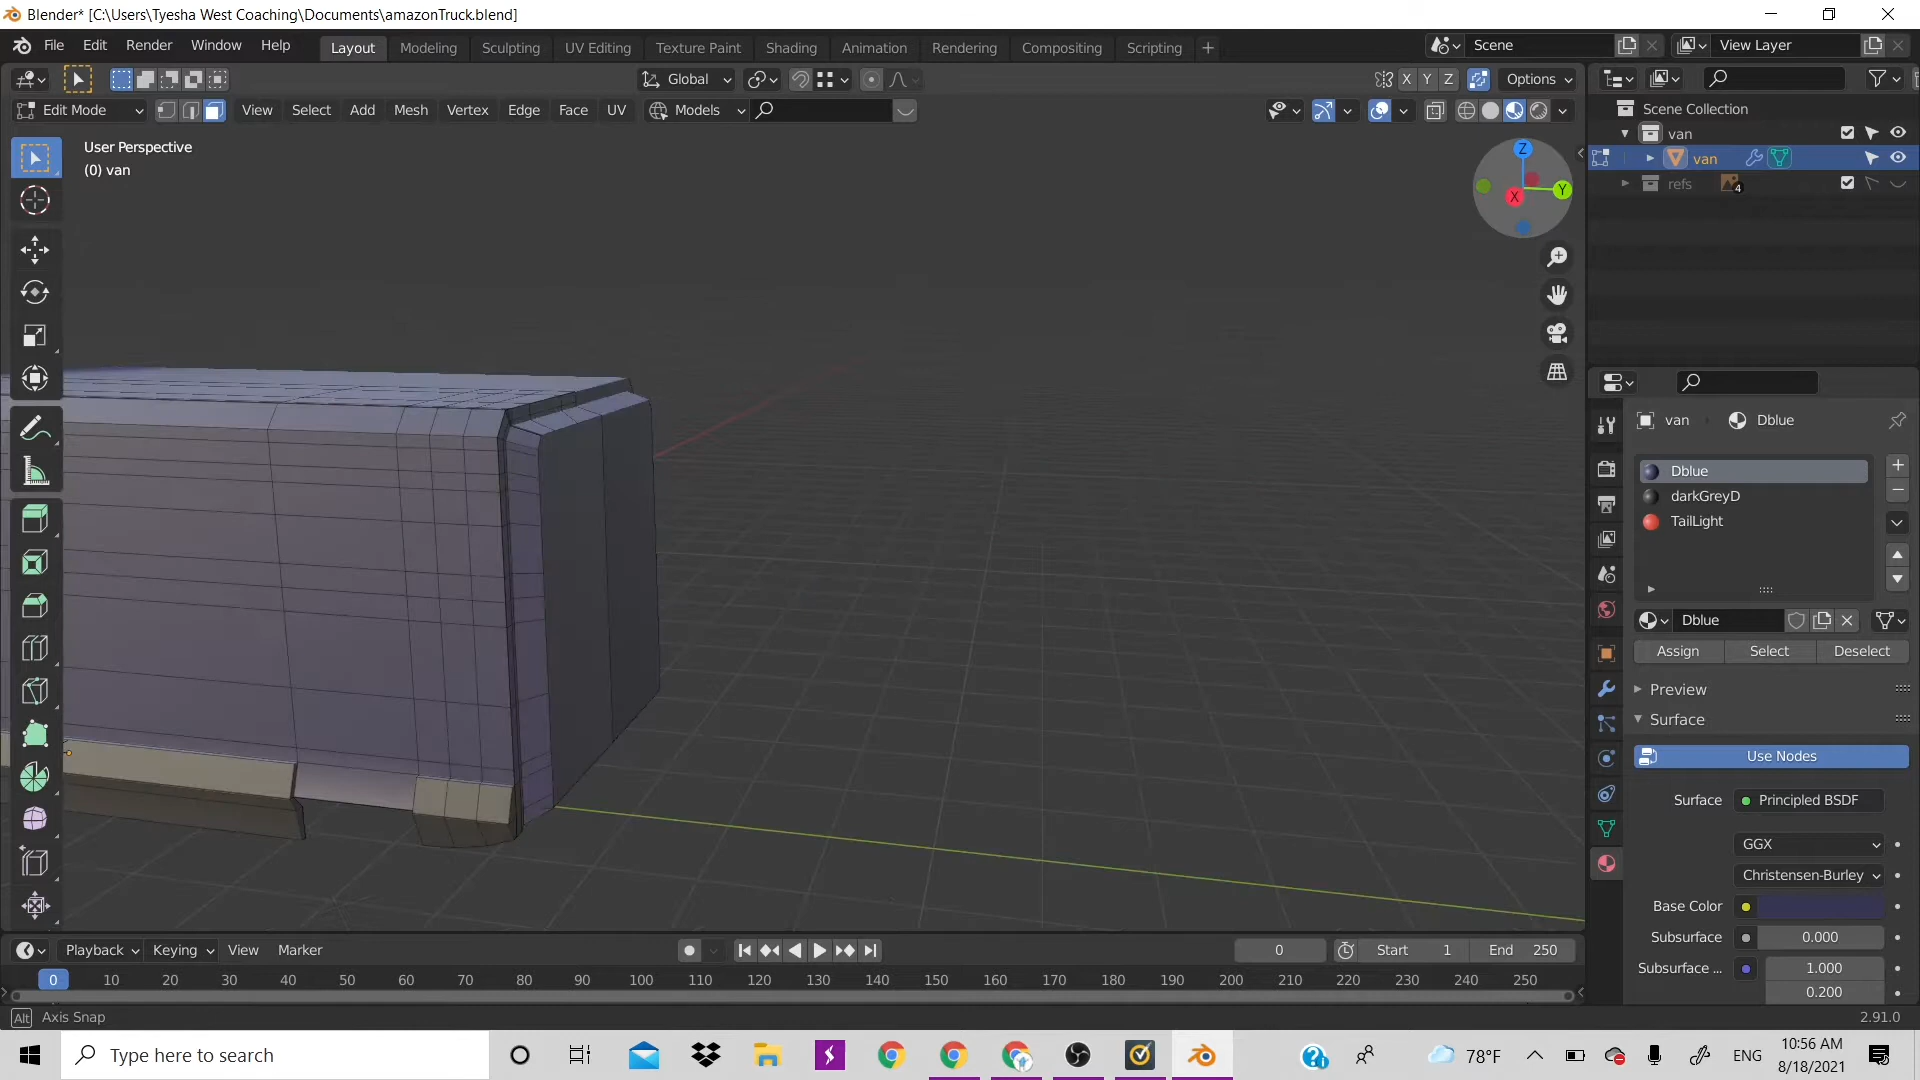 Blender* [C:\Users\Tyesha West Coaching\Documents\amazonTruck.blend]
File Edit Render Window Help Layout Modeling Sculpting UV Editing Texture Paint Shading Animation Rendering Compositing Scripting + Scene View Layer
Global X Y Z Options
Edit Mode View Select Add Mesh Vertex Edge Face UV Models
User Perspective
(0) van
Z
Y
X
Scene Collection
van
van
refs 4
van Dblue
Dblue
darkGreyD
TailLight
Dblue
Assign Select Deselect
Preview
Surface
Use Nodes
Surface Principled BSDF
GGX
Christensen-Burley
Base Color
Subsurface 0.000
Subsurface ... 1.000
0.200
Playback Keying View Marker 0 Start 1 End 250
0 10 20 30 40 50 60 70 80 90 100 110 120 130 140 150 160 170 180 190 200 210 220 230 240 250
Alt Axis Snap 2.91.0
Type here to search 78°F ENG 10:56 AM
8/18/2021